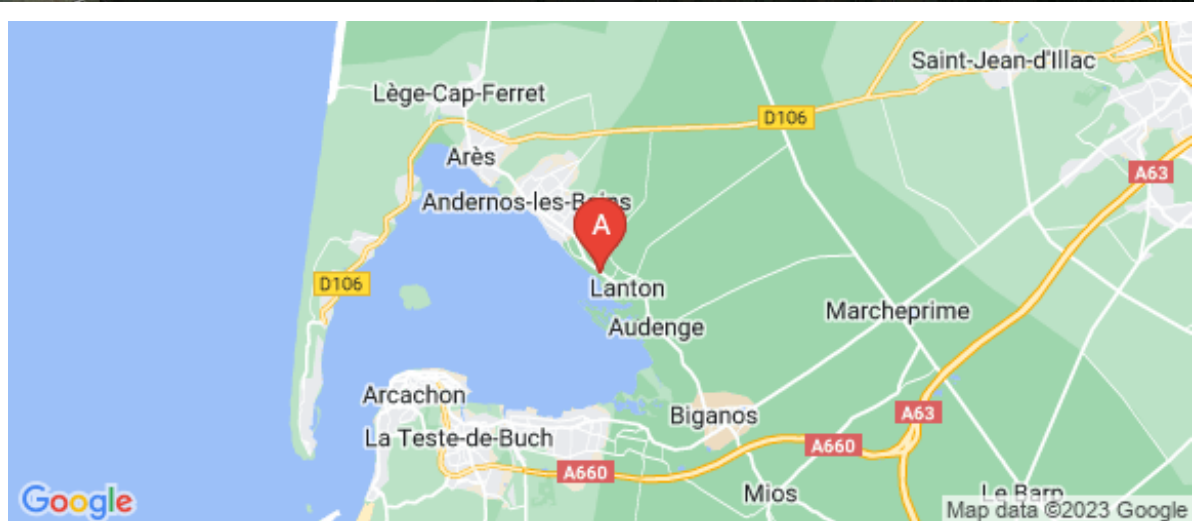 Saint-Jean-d'Illac
Lège-Cap-Ferret
D106
Arès
A63
Andernos-les-Bains
A
D106
Lanton
Marcheprime
Audenge
Arcachon
Biganos
A63
La Teste-de-Buch
A660
A660
Mios
Le Barp
Google
Map data ©2023 Google